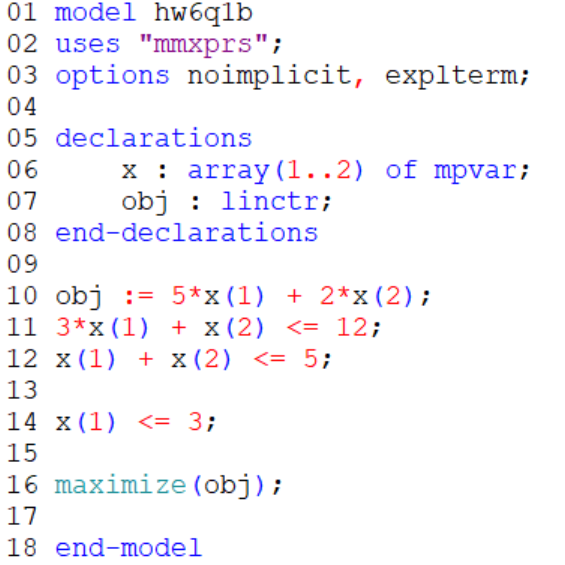 01 model hw6q1b
02 uses "mmxprs";
03 options noimplicit, explterm;
04
05 declarations
06     x : array(1..2) of mpvar;
07     obj : linctr;
08 end-declarations
09
10 obj := 5*x(1) + 2*x(2);
11 3*x(1) + x(2) <= 12;
12 x(1) + x(2) <= 5;
13
14 x(1) <= 3;
15
16 maximize(obj);
17
18 end-model